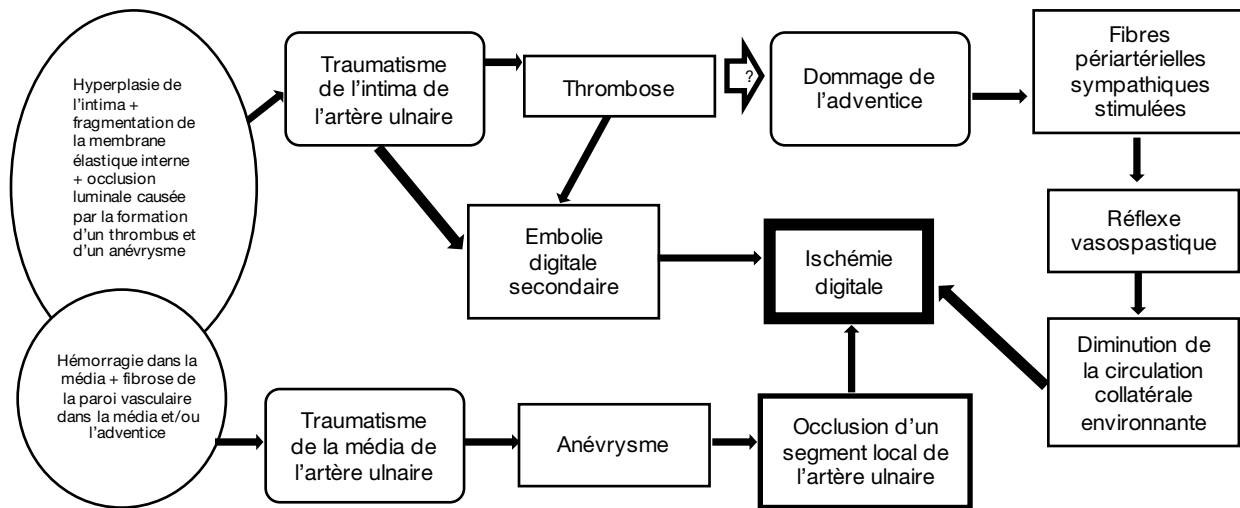 Hyperplasie de
l'intima +
fragmentation de
la membrane
élastique interne
+ occlusion
luminale causée
par la formation
d'un thrombus et
d'un anévrysme
Traumatisme
de l'intima de
l'artère ulnaire
Thrombose
?
Dommage de
l'adventice
Fibres
périartérielles
sympathiques
stimulées
Embolie
digitale
secondaire
Ischémie
digitale
Réflexe
vasospastique
Hémorragie dans la
média + fibrose de
la paroi vasculaire
dans la média et/ou
l'adventice
Traumatisme
de la média de
l'artère ulnaire
Anévrysme
Occlusion d'un
segment local de
l'artère ulnaire
Diminution de
la circulation
collatérale
environnante